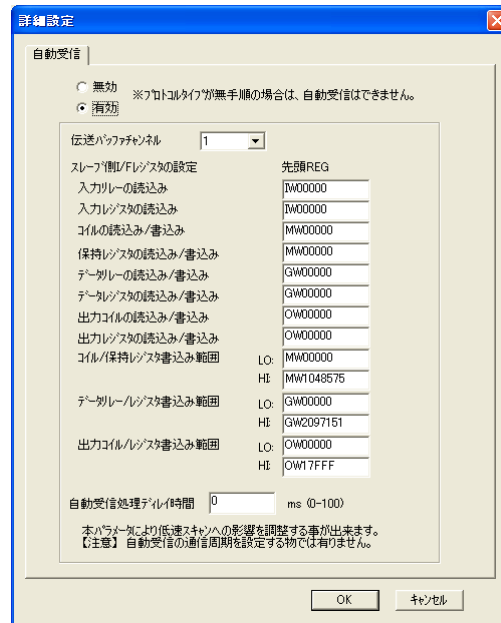 詳細設定
自動受信
無効
※ﾌﾟﾛﾄｺﾙﾀｲﾌﾟが無手順の場合は、自動受信はできません。
有効
伝送ﾊﾞｯﾌｧﾁｬﾝﾈﾙ 1
ｽﾚｰﾌﾞ側I/Fﾚｼﾞｽﾀの設定 先頭REG
入力ﾘﾚｰの読込み IW00000
入力ﾚｼﾞｽﾀの読込み IW00000
ｺｲﾙの読込み/書込み MW00000
保持ﾚｼﾞｽﾀの読込み/書込み MW00000
ﾃﾞｰﾀﾘﾚｰの読込み/書込み GW00000
ﾃﾞｰﾀﾚｼﾞｽﾀの読込み/書込み GW00000
出力ｺｲﾙの読込み/書込み OW00000
出力ﾚｼﾞｽﾀの読込み/書込み OW00000
ｺｲﾙ/保持ﾚｼﾞｽﾀ書込み範囲 LO: MW00000
HI: MW1048575
ﾃﾞｰﾀﾘﾚｰ/ﾚｼﾞｽﾀ書込み範囲 LO: GW00000
HI: GW2097151
出力ｺｲﾙ/ﾚｼﾞｽﾀ書込み範囲 LO: OW00000
HI: OW17FFF
自動受信処理ﾃﾞｨﾚｲ時間 0 ms (0-100)
本ﾊﾟﾗﾒｰﾀにより低速ｽｷｬﾝへの影響を調整する事が出来ます。
【注意】 自動受信の通信周期を設定する物では有りません。
OK ｷｬﾝｾﾙ